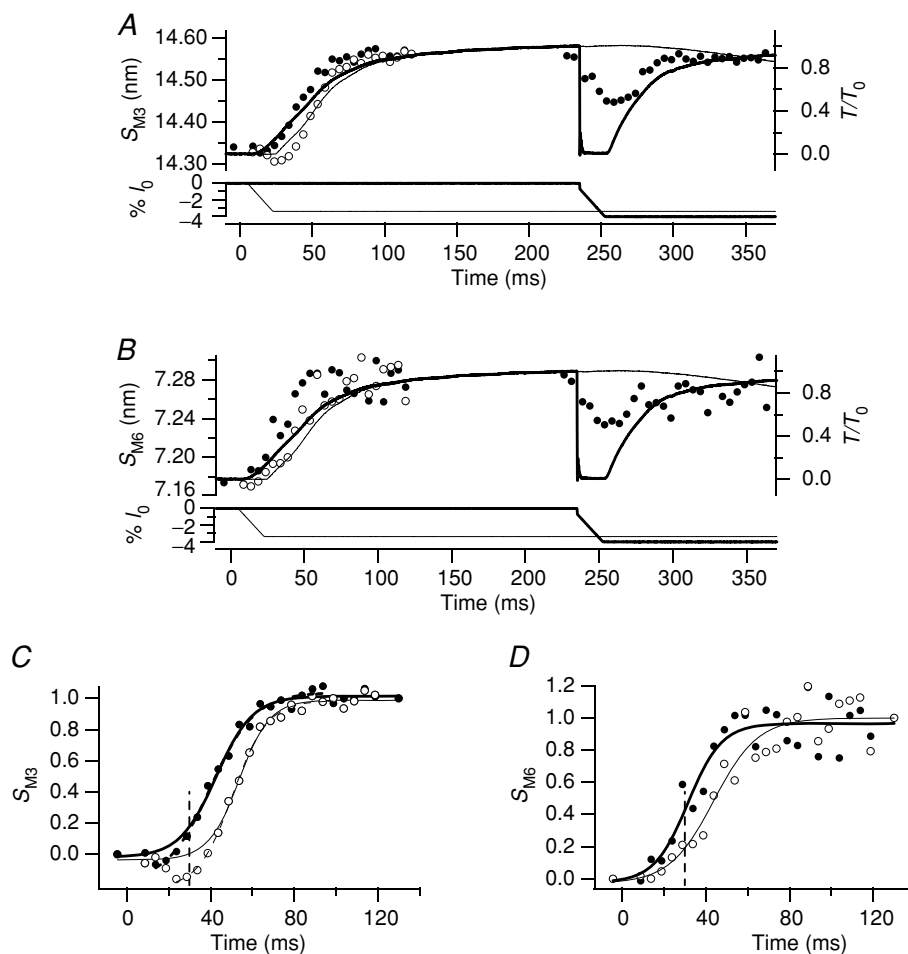 A
14.60
14.50
14.40
14.30
S_M3 (nm)
0.8
0.4
0.0
T/T_0
0
−2
−4
% I_0
0 50 100 150 200 250 300 350
Time (ms)
B
7.28
7.24
7.20
7.16
S_M6 (nm)
0.8
0.4
0.0
T/T_0
0
−2
−4
% I_0
0 50 100 150 200 250 300 350
Time (ms)
C
1.0
0.8
0.6
0.4
0.2
0.0
S_M3
0 40 80 120
Time (ms)
D
1.2
1.0
0.8
0.6
0.4
0.2
0.0
S_M6
0 40 80 120
Time (ms)